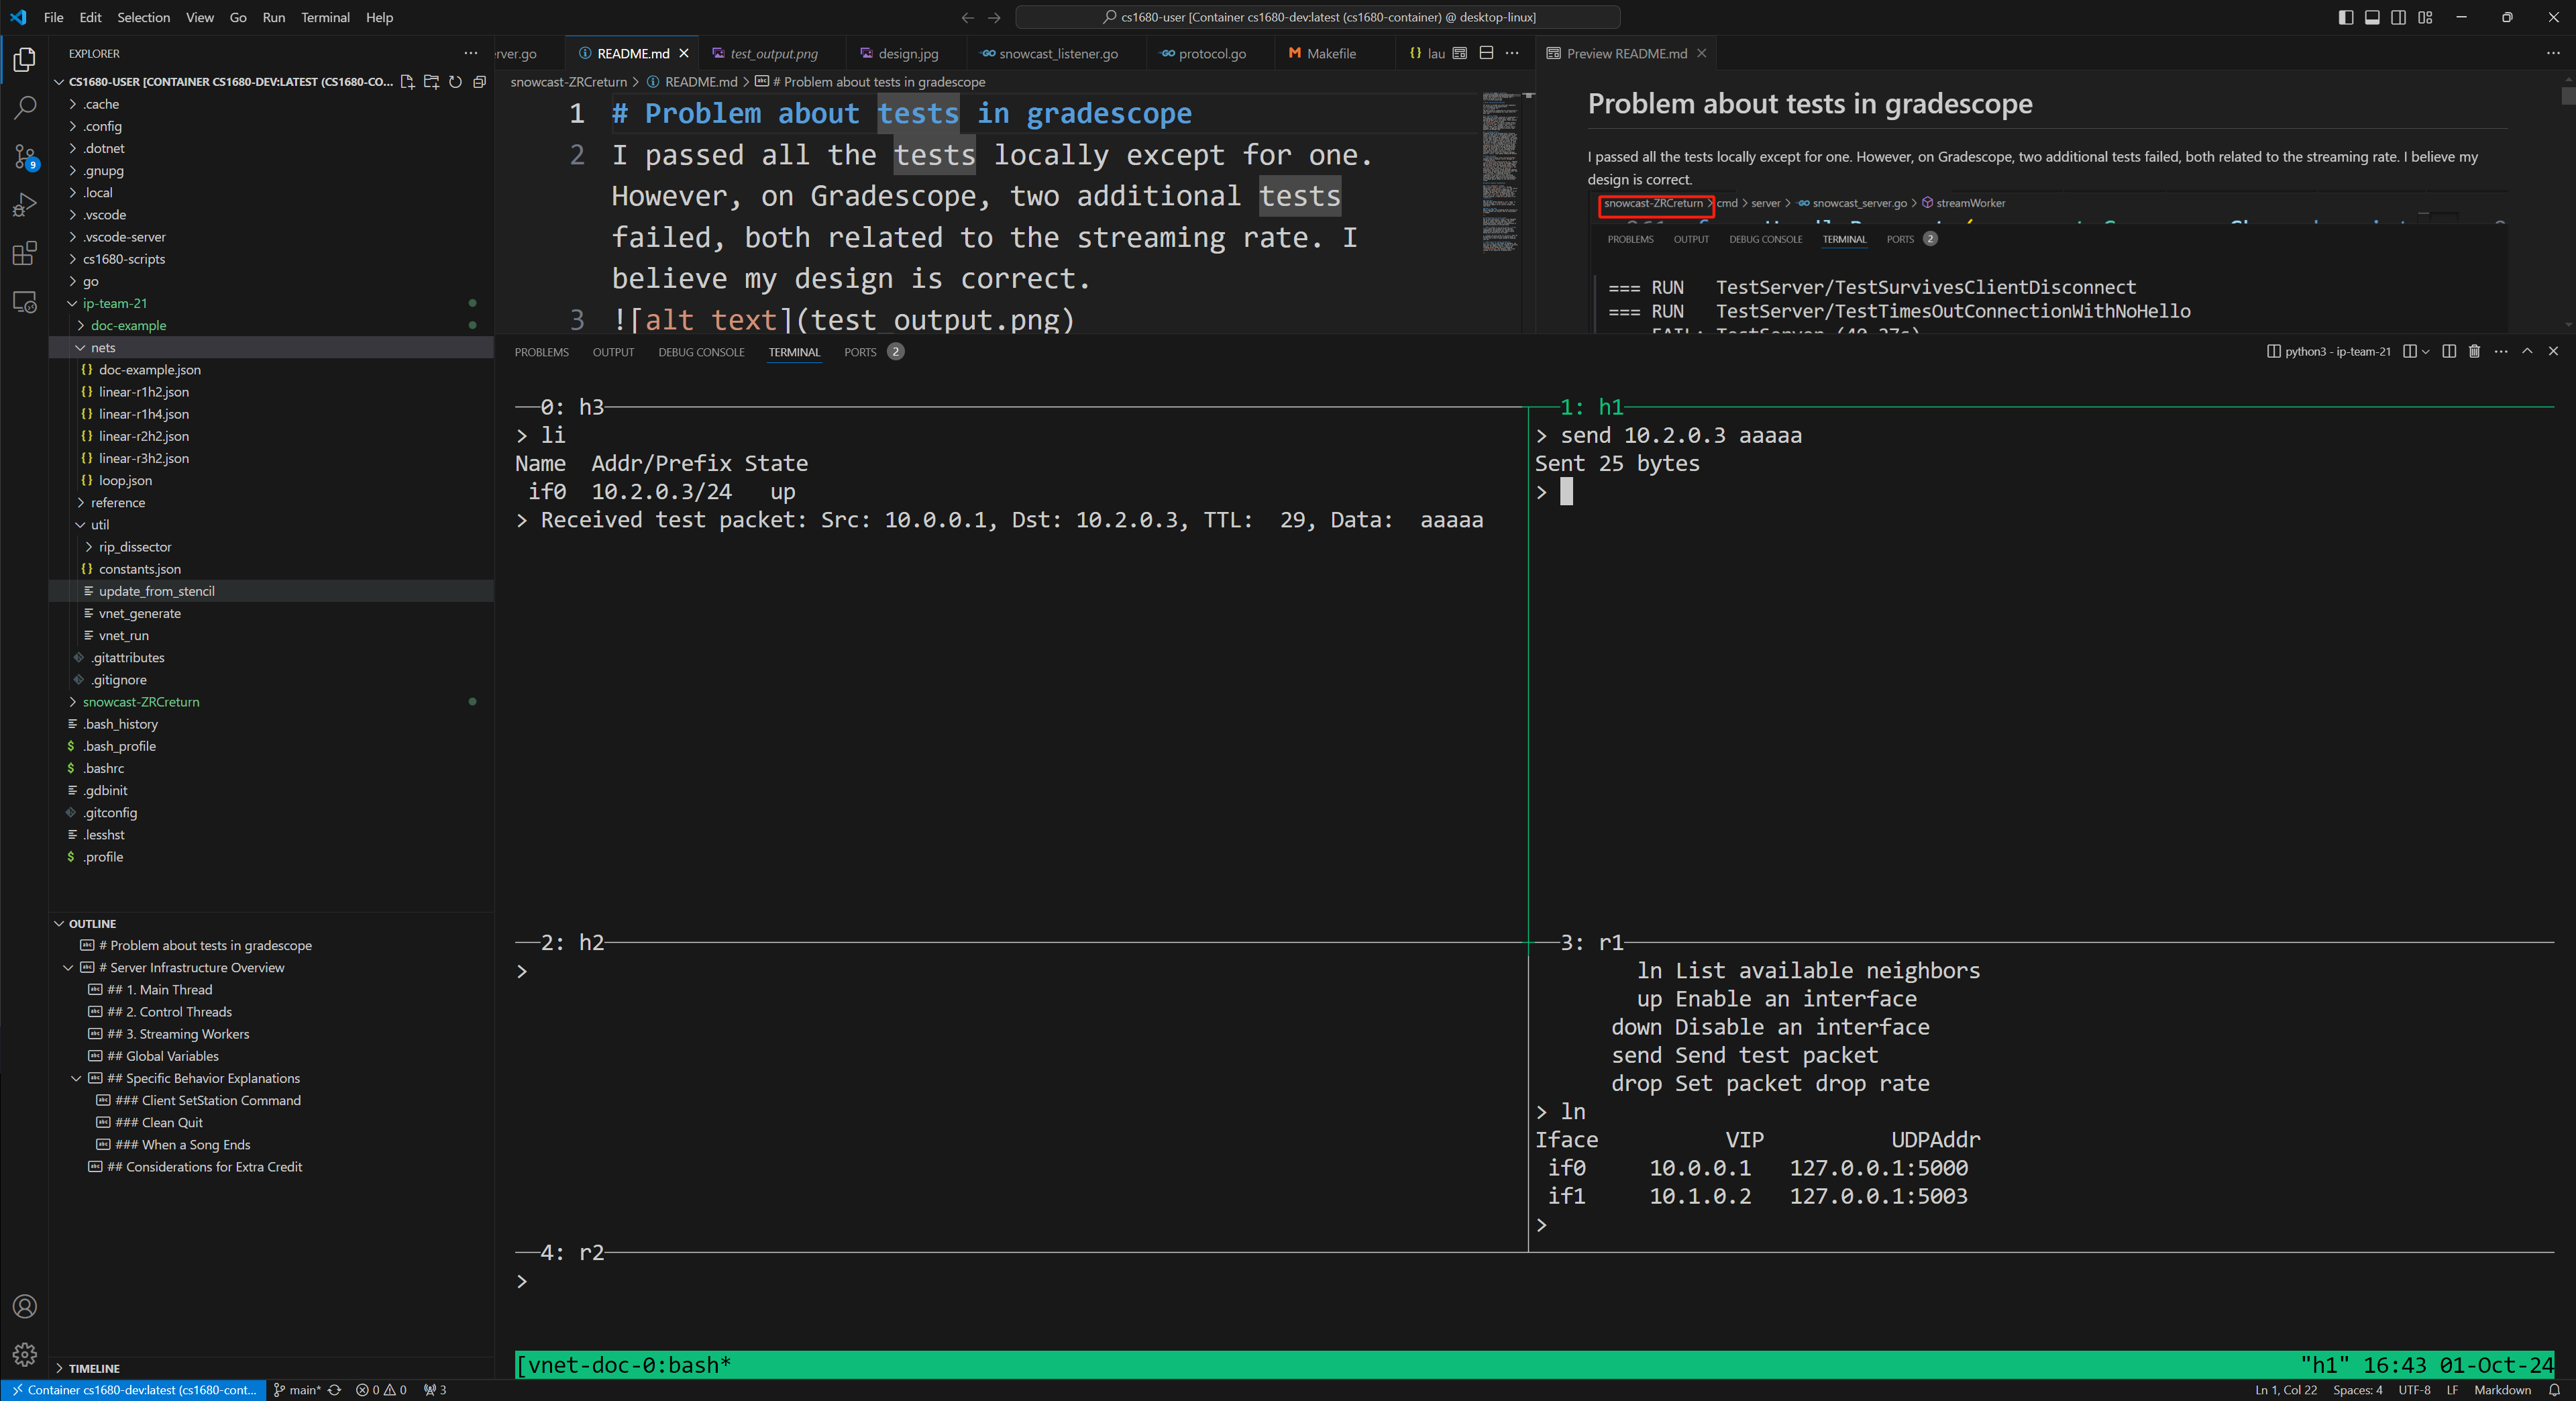 File Edit Selection View Go Run Terminal Help
cs1680-user [Container cs1680-dev:latest (cs1680-container) @ desktop-linux]
EXPLORER
CS1680-USER [CONTAINER CS1680-DEV:LATEST (CS1680-CO...
.cache
.config
.dotnet
.gnupg
.local
.vscode
.vscode-server
cs1680-scripts
go
ip-team-21
doc-example
nets
{} doc-example.json
{} linear-r1h2.json
{} linear-r1h4.json
{} linear-r2h2.json
{} linear-r3h2.json
{} loop.json
reference
util
rip_dissector
{} constants.json
update_from_stencil
vnet_generate
vnet_run
.gitattributes
.gitignore
snowcast-ZRCreturn
.bash_history
$ .bash_profile
$ .bashrc
.gdbinit
.gitconfig
.lesshst
$ .profile
OUTLINE
# Problem about tests in gradescope
# Server Infrastructure Overview
## 1. Main Thread
## 2. Control Threads
## 3. Streaming Workers
## Global Variables
## Specific Behavior Explanations
### Client SetStation Command
### Clean Quit
### When a Song Ends
## Considerations for Extra Credit
TIMELINE
9
erver.go README.md test_output.png design.jpg snowcast_listener.go protocol.go M Makefile {} lau
snowcast-ZRCreturn > README.md > # Problem about tests in gradescope
1 # Problem about tests in gradescope
2 I passed all the tests locally except for one.
However, on Gradescope, two additional tests
failed, both related to the streaming rate. I
believe my design is correct.
3 ![alt text](test_output.png)
Preview README.md
Problem about tests in gradescope
I passed all the tests locally except for one. However, on Gradescope, two additional tests failed, both related to the streaming rate. I believe my
design is correct.
snowcast-ZRCreturn > cmd > server > snowcast_server.go > streamWorker
PROBLEMS OUTPUT DEBUG CONSOLE TERMINAL PORTS 2
=== RUN TestServer/TestSurvivesClientDisconnect
=== RUN TestServer/TestTimesOutConnectionWithNoHello
PROBLEMS OUTPUT DEBUG CONSOLE TERMINAL PORTS 2
python3 - ip-team-21
0: h3
> li
Name Addr/Prefix State
if0 10.2.0.3/24 up
> Received test packet: Src: 10.0.0.1, Dst: 10.2.0.3, TTL: 29, Data: aaaaa
1: h1
> send 10.2.0.3 aaaaa
Sent 25 bytes
>
2: h2
>
3: r1
ln List available neighbors
up Enable an interface
down Disable an interface
send Send test packet
drop Set packet drop rate
> ln
Iface VIP UDPAddr
if0 10.0.0.1 127.0.0.1:5000
if1 10.1.0.2 127.0.0.1:5003
>
4: r2
>
[vnet-doc-0:bash* "h1" 16:43 01-Oct-24
Container cs1680-dev:latest (cs1680-cont... main* 0 0 3 Ln 1, Col 22 Spaces: 4 UTF-8 LF Markdown